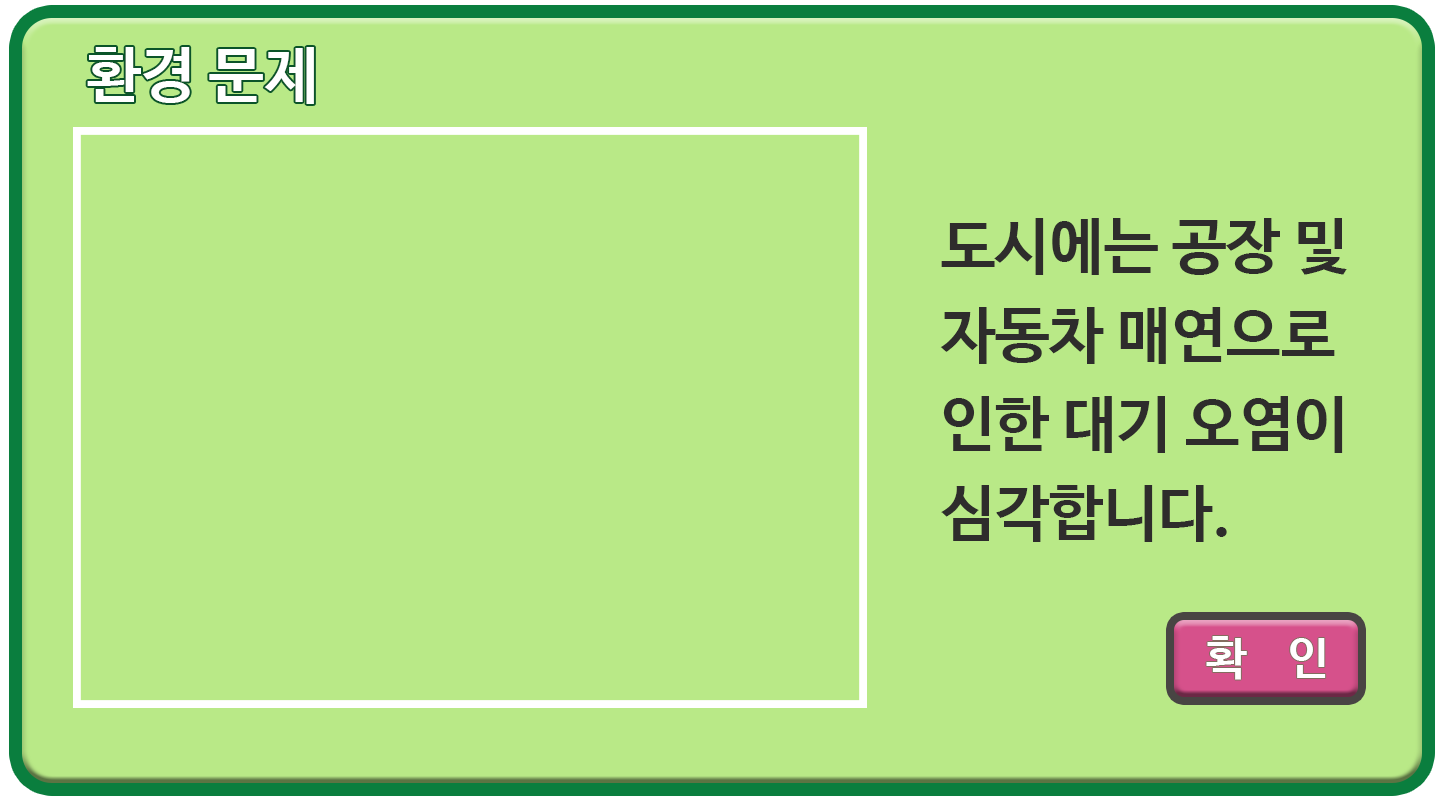 환경 문제
도시에는 공장 및
자동차 매연으로
인한 대기 오염이
심각합니다.
확 인